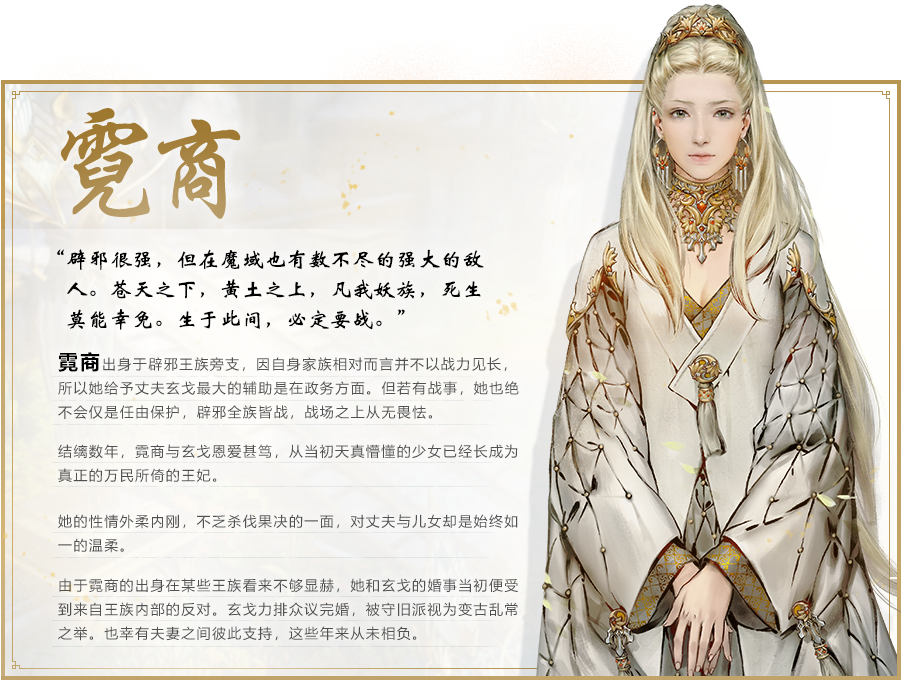 霓商
“辟邪很强，但在魔域也有数不尽的强大的敌
人。苍天之下，黄土之上，凡我妖族，死生
莫能幸免。生于此间，必定要战。”
霓商出身于辟邪王族旁支，因自身家族相对而言并不以战力见长，
所以她给予丈夫玄戈最大的辅助是在政务方面。但若有战事，她也绝
不会仅是任由保护，辟邪全族皆战，战场之上从无畏怯。
结缡数年，霓商与玄戈恩爱甚笃，从当初天真懵懂的少女已经长成为
真正的万民所倚的王妃。
她的性情外柔内刚，不乏杀伐果决的一面，对丈夫与儿女却是始终如
一的温柔。
由于霓商的出身在某些王族看来不够显赫，她和玄戈的婚事当初便受
到来自王族内部的反对。玄戈力排众议完婚，被守旧派视为变古乱常
之举。也幸有夫妻之间彼此支持，这些年来从未相负。